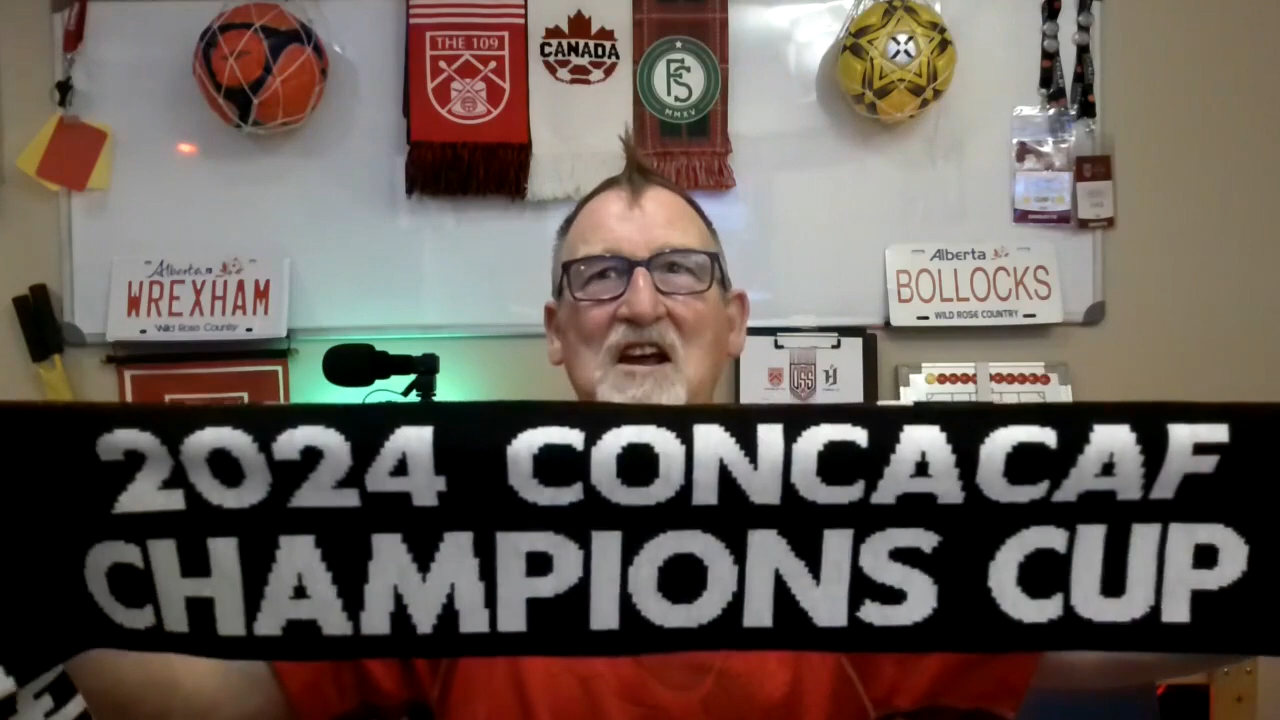 THE 109
CANADA
FS
MMXV
Alberta
WREXHAM
Wild Rose Country
Alberta
BOLLOCKS
WILD ROSE COUNTRY
2024 CONCACAF
CHAMPIONS CUP